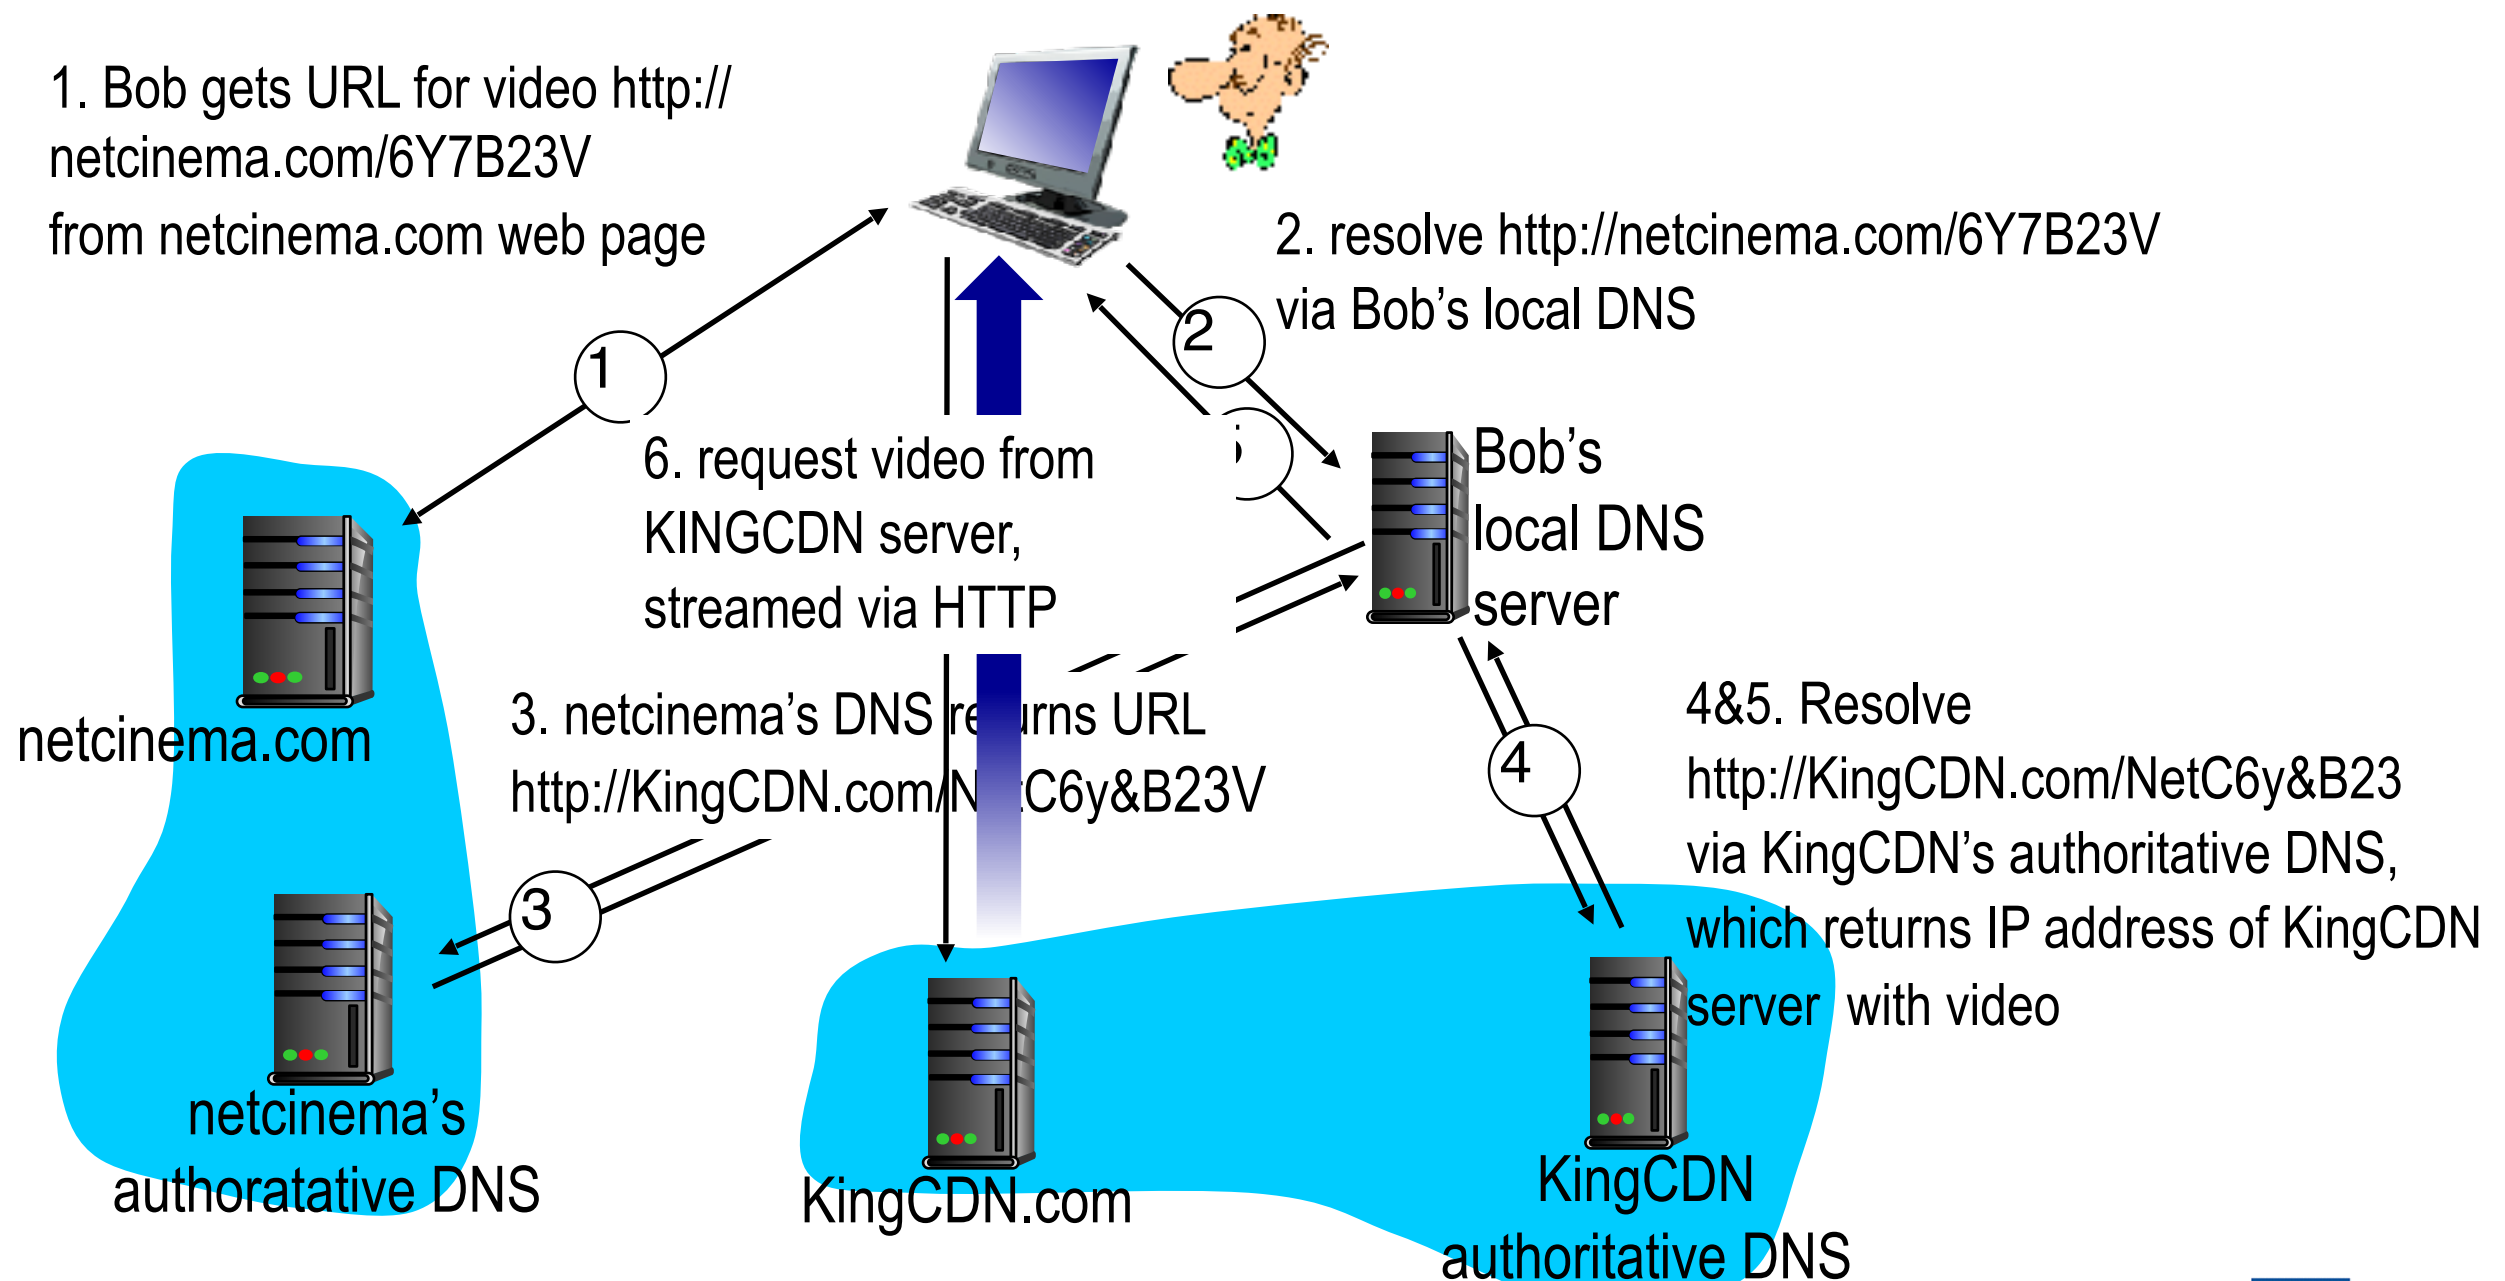 1. Bob gets URL for video http://
netcinema.com/6Y7B23V
from netcinema.com web page
2. resolve http://netcinema.com/6Y7B23V
via Bob's local DNS
1
2
6. request video from
KINGCDN server,
streamed via HTTP
Bob's
local DNS
server
netcinema.com
3. netcinema's DNS returns URL
http://KingCDN.com/NetC6y&B23V
4
4&5. Resolve
http://KingCDN.com/NetC6y&B23
via KingCDN's authoritative DNS,
which returns IP address of KingCDN
server with video
3
netcinema's
authoratative DNS
KingCDN.com
KingCDN
authoritative DNS